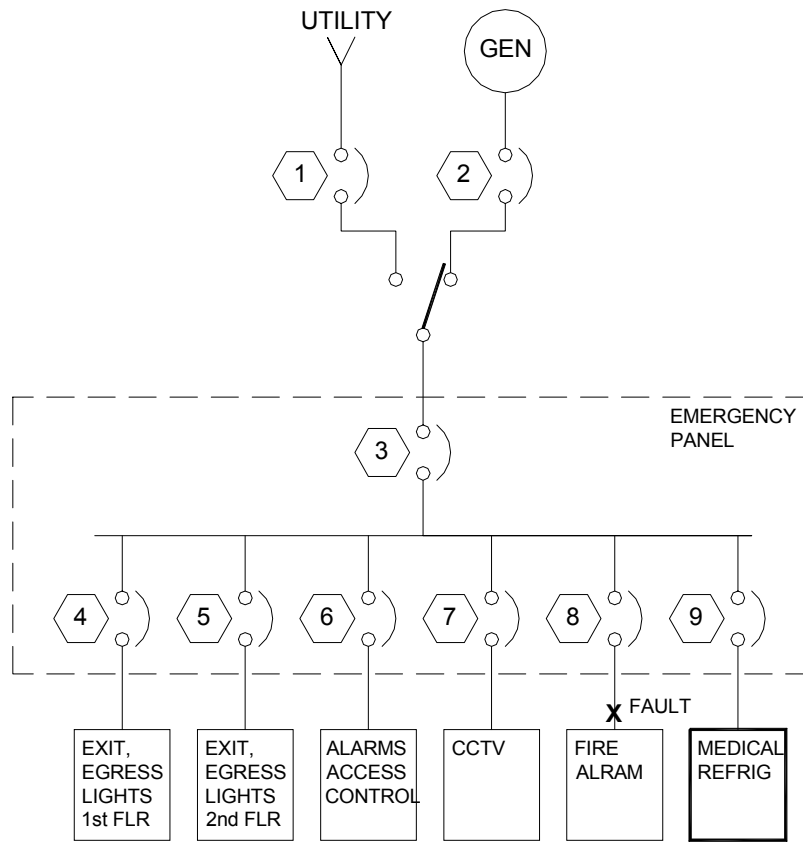 UTILITY
GEN
1
2
3
EMERGENCY
PANEL
4
5
6
7
8
9
X FAULT
EXIT,
EGRESS
LIGHTS
1st FLR
EXIT,
EGRESS
LIGHTS
2nd FLR
ALARMS
ACCESS
CONTROL
CCTV
FIRE
ALRAM
MEDICAL
REFRIG